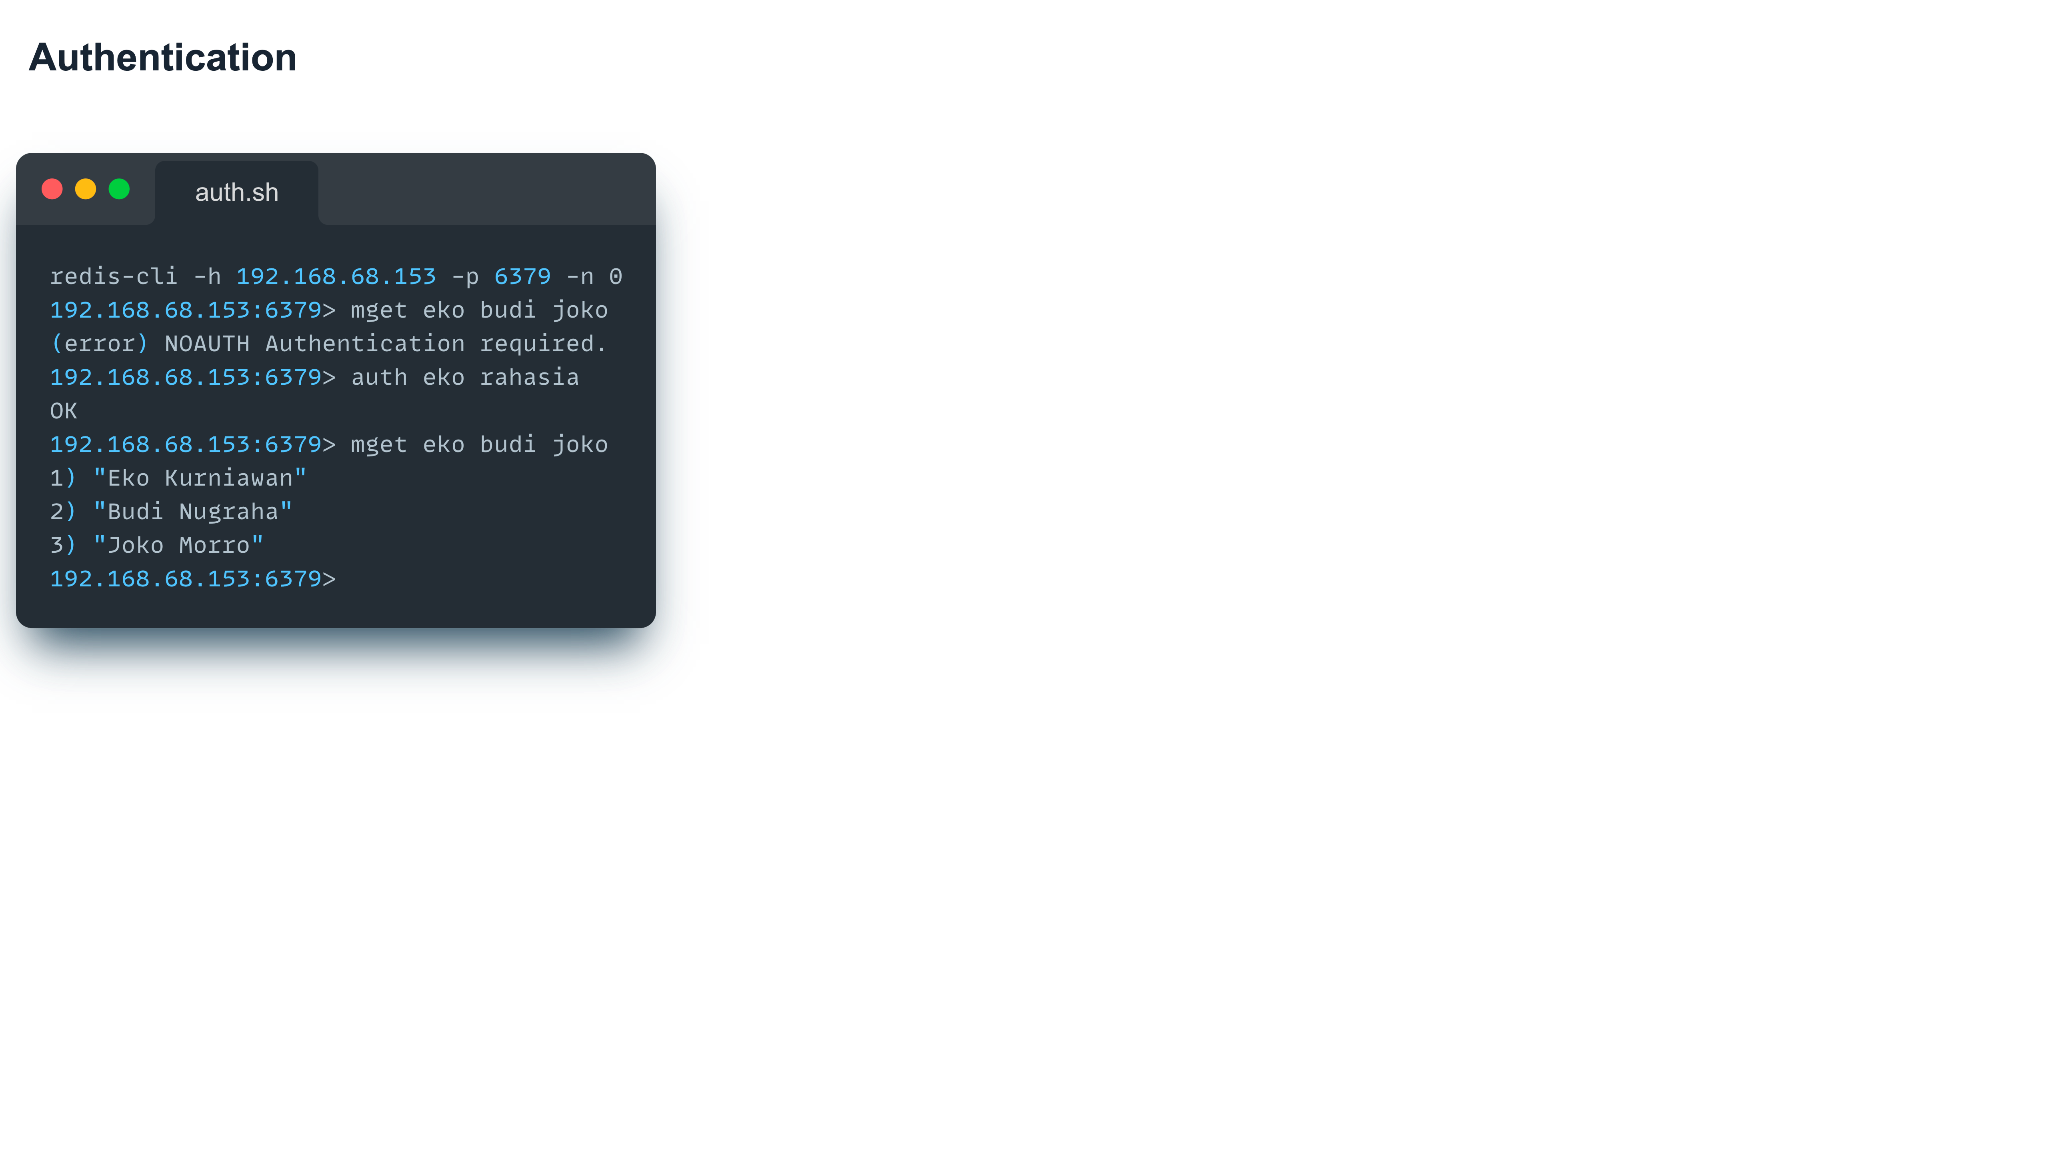 Authentication
auth.sh
redis-cli -h 192.168.68.153 -p 6379 -n 0
192.168.68.153:6379> mget eko budi joko
(error) NOAUTH Authentication required.
192.168.68.153:6379> auth eko rahasia
OK
192.168.68.153:6379> mget eko budi joko
1) "Eko Kurniawan"
2) "Budi Nugraha"
3) "Joko Morro"
192.168.68.153:6379>